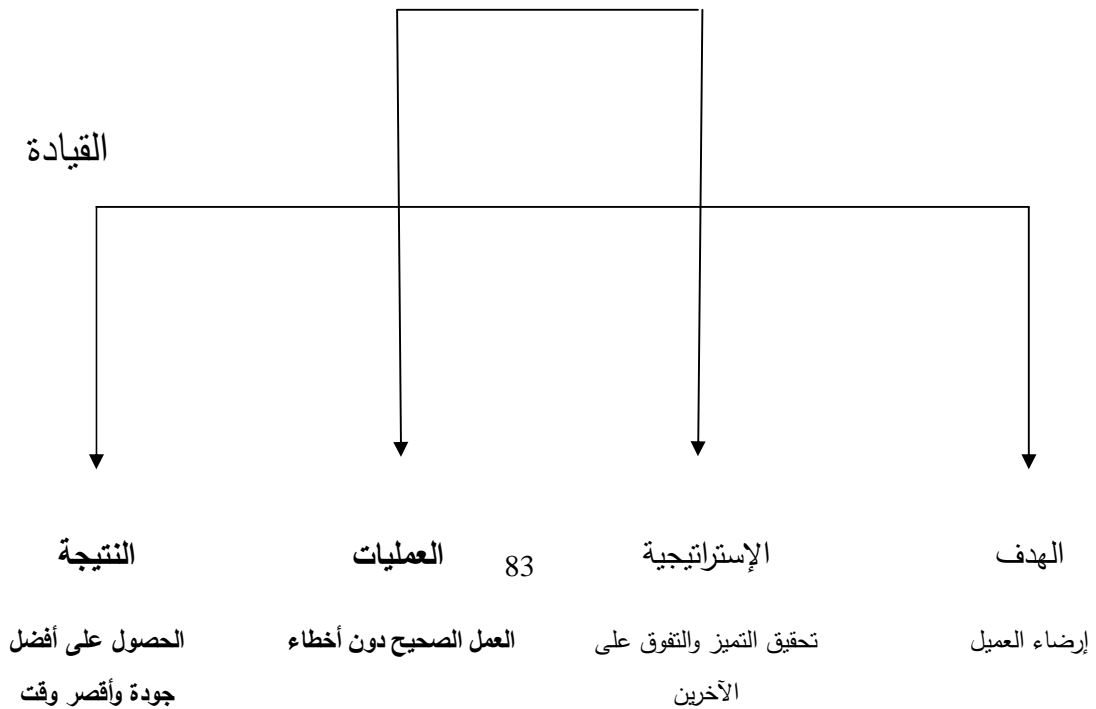 القيادة
الهدف
الإستراتيجية
العمليات
النتيجة
83
إرضاء العميل
تحقيق التميز والتفوق على
الآخرين
العمل الصحيح دون أخطاء
الحصول على أفضل
جودة وأقصر وقت